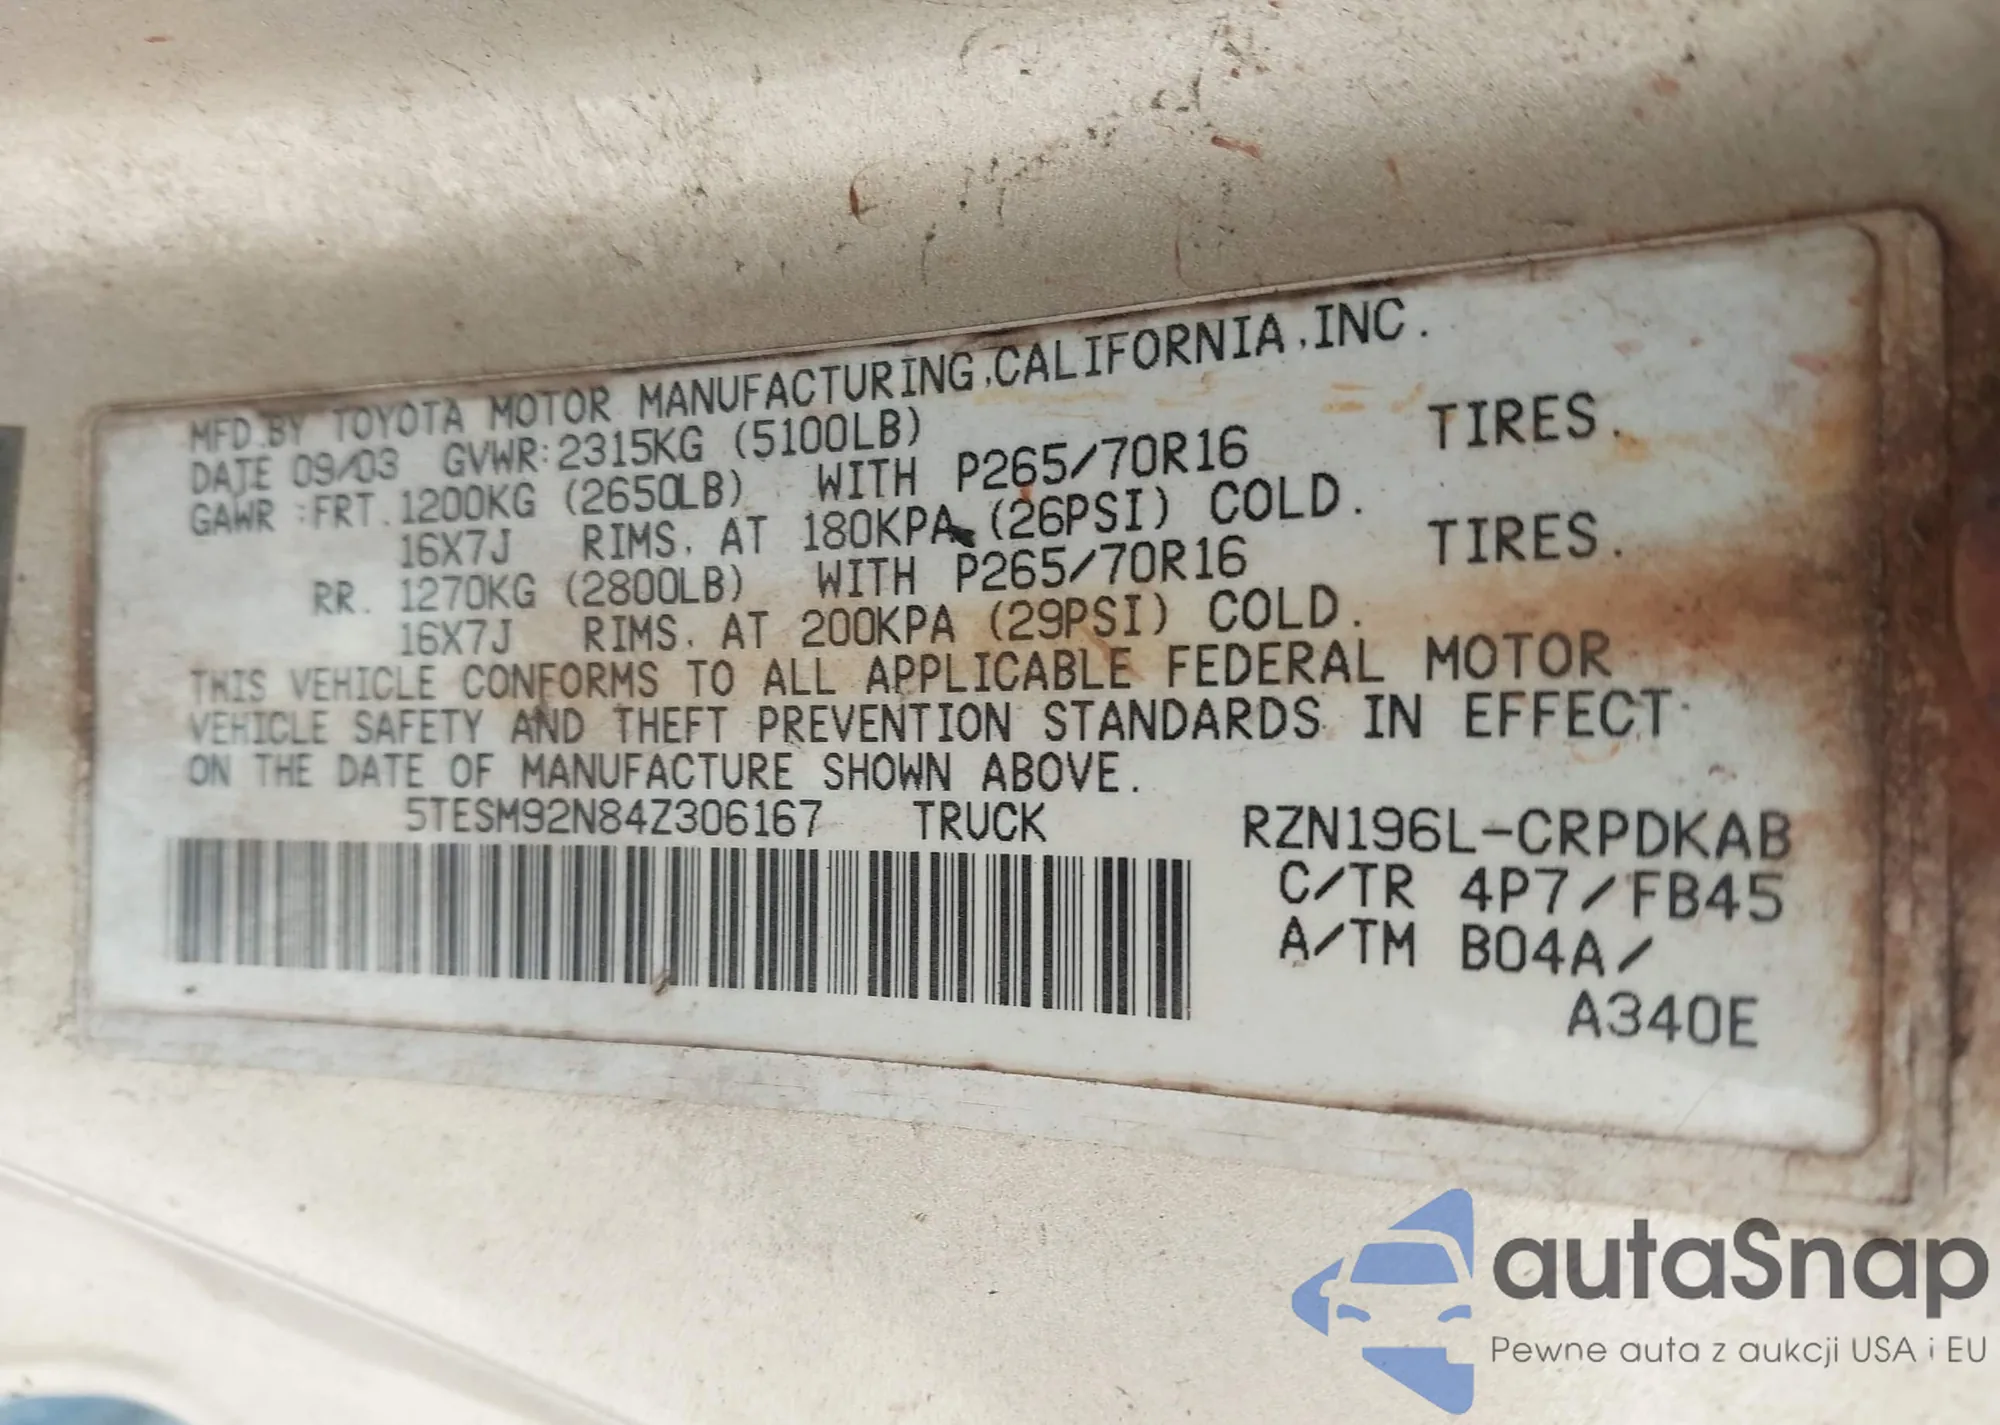 MFD.BY TOYOTA MOTOR MANUFACTURING,CALIFORNIA,INC.
DATE 09/03 GVWR:2315KG (5100LB)
GAWR :FRT.1200KG (2650LB) WITH P265/70R16 TIRES.
16X7J RIMS, AT 180KPA (26PSI) COLD.
RR. 1270KG (2800LB) WITH P265/70R16 TIRES.
16X7J RIMS, AT 200KPA (29PSI) COLD.
THIS VEHICLE CONFORMS TO ALL APPLICABLE FEDERAL MOTOR
VEHICLE SAFETY AND THEFT PREVENTION STANDARDS IN EFFECT
ON THE DATE OF MANUFACTURE SHOWN ABOVE.
5TESM92N84Z306167 TRUCK RZN196L-CRPDKAB
C/TR 4P7/FB45
A/TM B04A/
A340E
autaSnap
Pewne auta z aukcji USA i EU